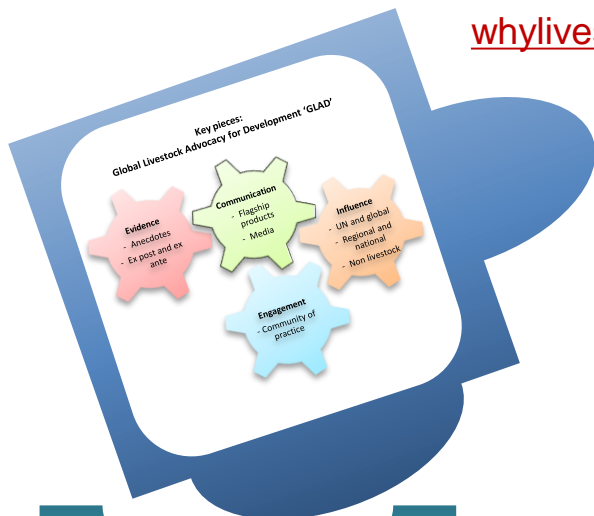 whylives
Key pieces:
Global Livestock Advocacy for Development ‘GLAD’
Evidence
- Anecdotes
- Ex post and ex
ante
Communication
- Flagship
products
- Media
Influence
- UN and global
- Regional and
national
- Non livestock
Engagement
- Community of
practice